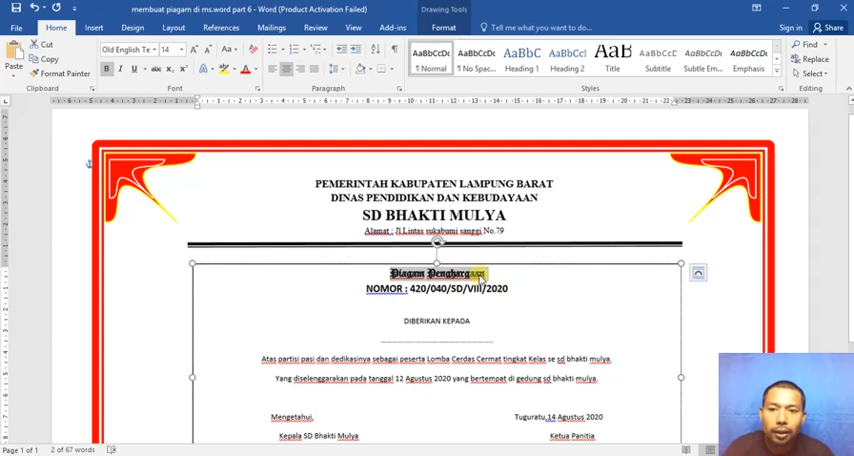 membuat piagam di ms.word part 6 - Word (Product Activation Failed)
Drawing Tools
File Home Insert Design Layout References Mailings Review View Add-ins Format Tell me what you want to do... Sign in Share
Cut
Copy
Format Painter
Paste
Clipboard
Old English Te 14
Font
Paragraph
AaBbCcDc AaBbCcDc AaBbCc AaBbCcI AaB AaBbCcDc AaBbCcDc AaBbCcDc
¶ Normal ¶ No Spac... Heading 1 Heading 2 Title Subtitle Subtle Em... Emphasis
Styles
Find
Replace
Select
Editing
PEMERINTAH KABUPATEN LAMPUNG BARAT
DINAS PENDIDIKAN DAN KEBUDAYAAN
SD BHAKTI MULYA
Alamat : Jl.Lintas sukabumi sanggi No.79
Piagam Penghargaan
NOMOR : 420/040/SD/VIII/2020
DIBERIKAN KEPADA
Atas partisi pasi dan dedikasinya sebagai peserta Lomba Cerdas Cermat tingkat Kelas se sd bhakti mulya.
Yang diselenggarakan pada tanggal 12 Agustus 2020 yang bertempat di gedung sd bhakti mulya.
Mengetahui, Tuguratu,14 Agustus 2020
Kepala SD Bhakti Mulya Ketua Panitia
Page 1 of 1 2 of 67 words